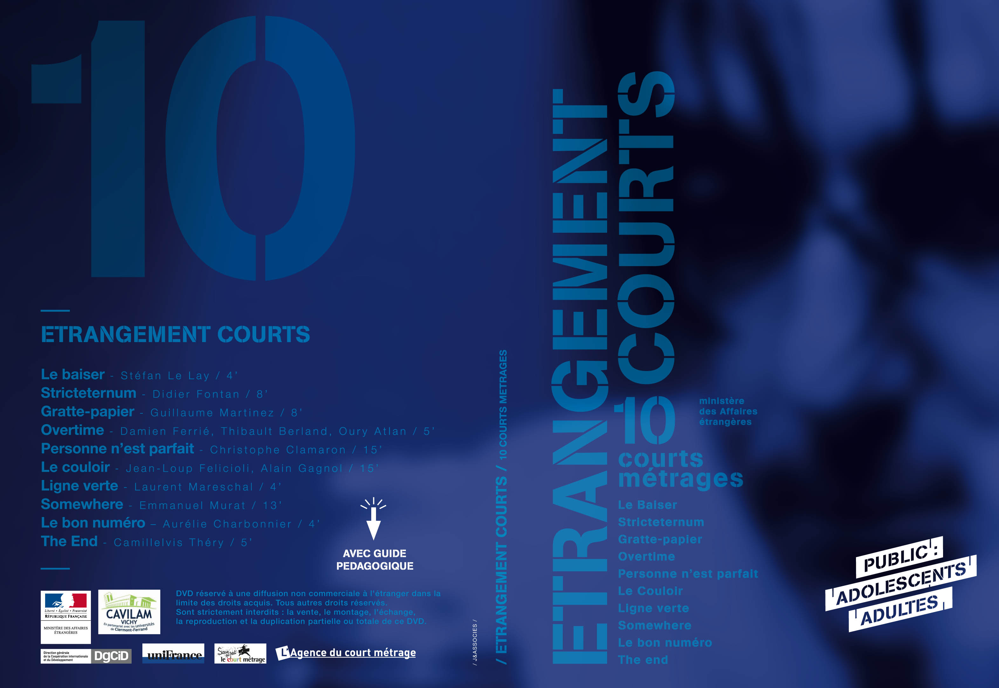 10
ETRANGEMENT COURTS
Le baiser - Stéfan Le Lay / 4’
Stricteternum - Didier Fontan / 8’
Gratte-papier - Guillaume Martinez / 8’
Overtime - Damien Ferrié, Thibault Berland, Oury Atlan / 5’
Personne n’est parfait - Christophe Clamaron / 15’
Le couloir - Jean-Loup Felicioli, Alain Gagnol / 15’
Ligne verte - Laurent Mareschal / 4’
Somewhere - Emmanuel Murat / 13’
Le bon numéro – Aurélie Charbonnier / 4’
The End - Camillelvis Théry / 5’
AVEC GUIDE
PEDAGOGIQUE
DVD réservé à une diffusion non commerciale à l'étranger dans la
limite des droits acquis. Tous autres droits réservés.
Sont strictement interdits : la vente, le montage, l'échange,
la reproduction et la duplication partielle ou totale de ce DVD.
Liberté • Égalité • Fraternité
RÉPUBLIQUE FRANÇAISE
MINISTÈRE DES AFFAIRES
ÉTRANGÈRES
CAVILAM
VICHY
En partenariat avec les universités
de Clermont-Ferrand
Direction générale
de la Coopération internationale
et du Développement
DgCiD
uniFrance
Sauve qui peut
le court métrage
L'Agence du court métrage
/ J&ASSOCIES /
/ ETRANGEMENT COURTS / 10 COURTS METRAGES
ETRANGEMENT
COURTS
10
courts
métrages
ministère
des Affaires
étrangères
Le Baiser
Stricteternum
Gratte-papier
Overtime
Personne n’est parfait
Le Couloir
Ligne verte
Somewhere
Le bon numéro
The end
PUBLIC :
ADOLESCENTS
ADULTES